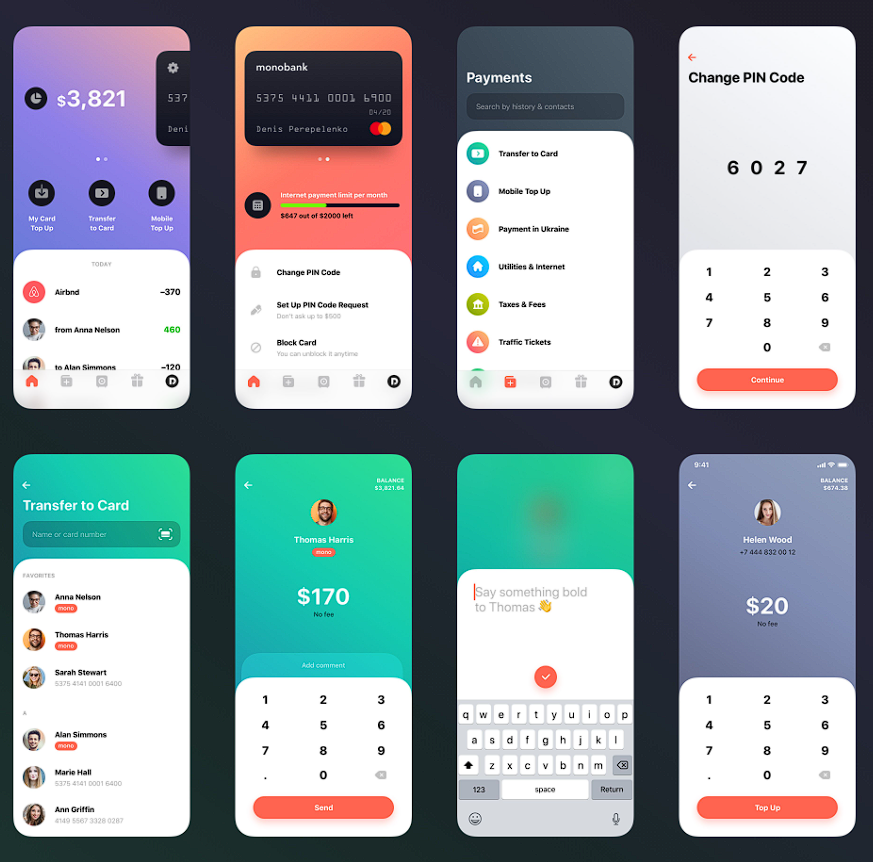 $3,821
537
Deni
My Card
Top Up
Transfer
to Card
Mobile
Top Up
TODAY
Airbnd
–370
from Anna Nelson
460
to Alan Simmons
–120
monobank
5375 4411 0001 6900
04/20
Denis Perepelenko
Internet payment limit per month
$647 out of $2000 left
Change PIN Code
Set Up PIN Code Request
Don't ask up to $500
Block Card
You can unblock it anytime
Payments
Search by history & contacts
Transfer to Card
Mobile Top Up
Payment in Ukraine
Utilities & Internet
Taxes & Fees
Traffic Tickets
Change PIN Code
6 0 2 7
1 2 3
4 5 6
7 8 9
0
Continue
Transfer to Card
Name or card number
FAVORITES
Anna Nelson
mono
Thomas Harris
mono
Sarah Stewart
5375 4141 0001 6400
A
Alan Simmons
mono
Marie Hall
5375 4141 0001 6400
Ann Griffin
4149 5567 3328 0287
BALANCE
$3,821.64
Thomas Harris
mono
$170
No fee
Add comment
1 2 3
4 5 6
7 8 9
. 0
Send
Say something bold
to Thomas 👋
q w e r t y u i o p
a s d f g h j k l
z x c v b n m
123 space Return
9:41
BALANCE
$674.38
Helen Wood
+7 444 832 00 12
$20
No fee
1 2 3
4 5 6
7 8 9
. 0
Top Up